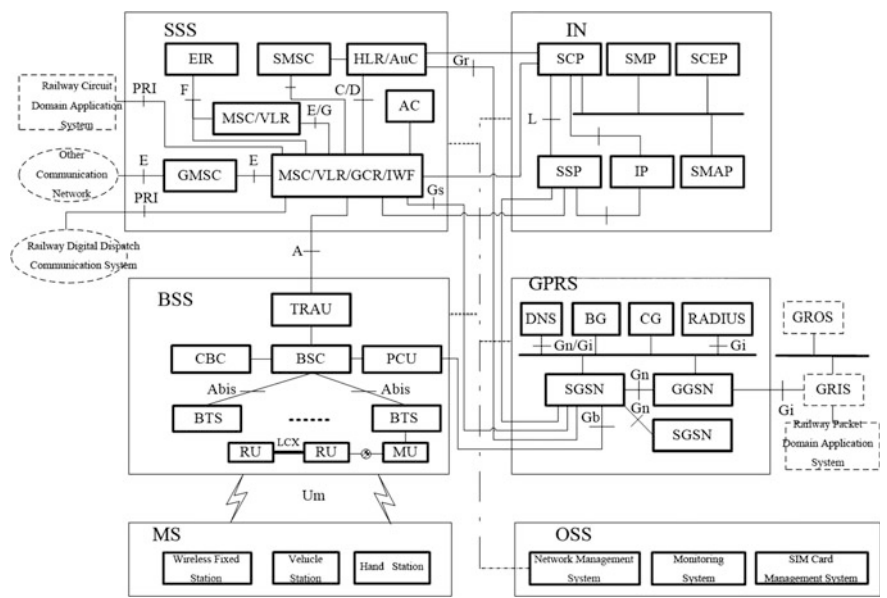 SSS
IN
EIR
SMSC
HLR/AuC
SCP
SMP
SCEP
Gr
Railway Circuit
Domain Application
System
PRI
F
C/D
E/G
MSC/VLR
AC
L
Other
Communication
Network
E
GMSC
E
MSC/VLR/GCR/IWF
SSP
IP
SMAP
PRI
Gs
Railway Digital Dispatch
Communication System
A
BSS
GPRS
TRAU
DNS
BG
CG
RADIUS
GROS
Gn/Gi
Gi
CBC
BSC
PCU
SGSN
Gn
GGSN
GRIS
Abis
Abis
Gb
Gn
Gi
BTS
BTS
SGSN
Railway Packet
Domain Application
System
LCX
RU
RU
MU
Um
MS
OSS
Wireless Fixed
Station
Velucle
Station
Hand Station
Network Management
System
Monitoring
System
SIM Card
Management System